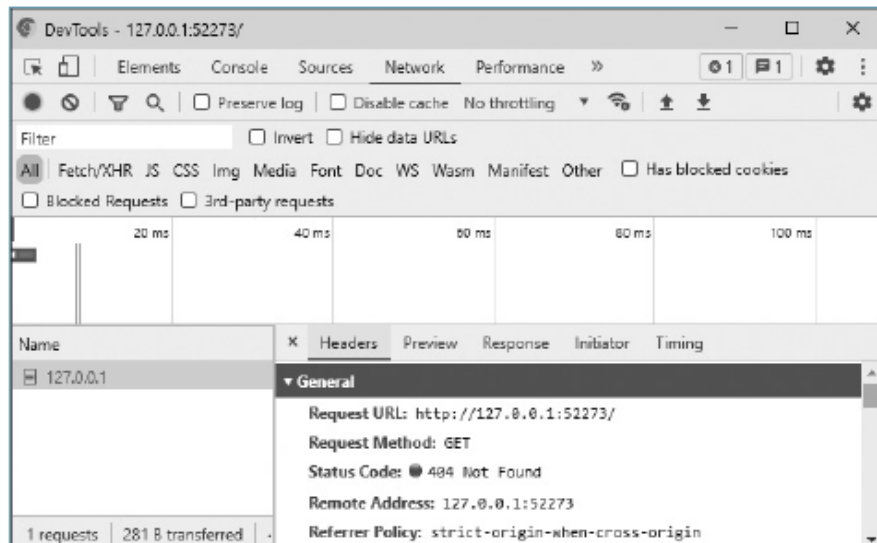 DevTools - 127.0.0.1:52273/
Elements Console Sources Network Performance » 1 1
Preserve log Disable cache No throttling
Filter Invert Hide data URLs
All Fetch/XHR JS CSS Img Media Font Doc WS Wasm Manifest Other Has blocked cookies
Blocked Requests 3rd-party requests
20 ms 40 ms 60 ms 80 ms 100 ms
Name × Headers Preview Response Initiator Timing
127.0.0.1
General
Request URL: http://127.0.0.1:52273/
Request Method: GET
Status Code: 404 Not Found
Remote Address: 127.0.0.1:52273
1 requests 281 B transferred Referrer Policy: strict-origin-when-cross-origin